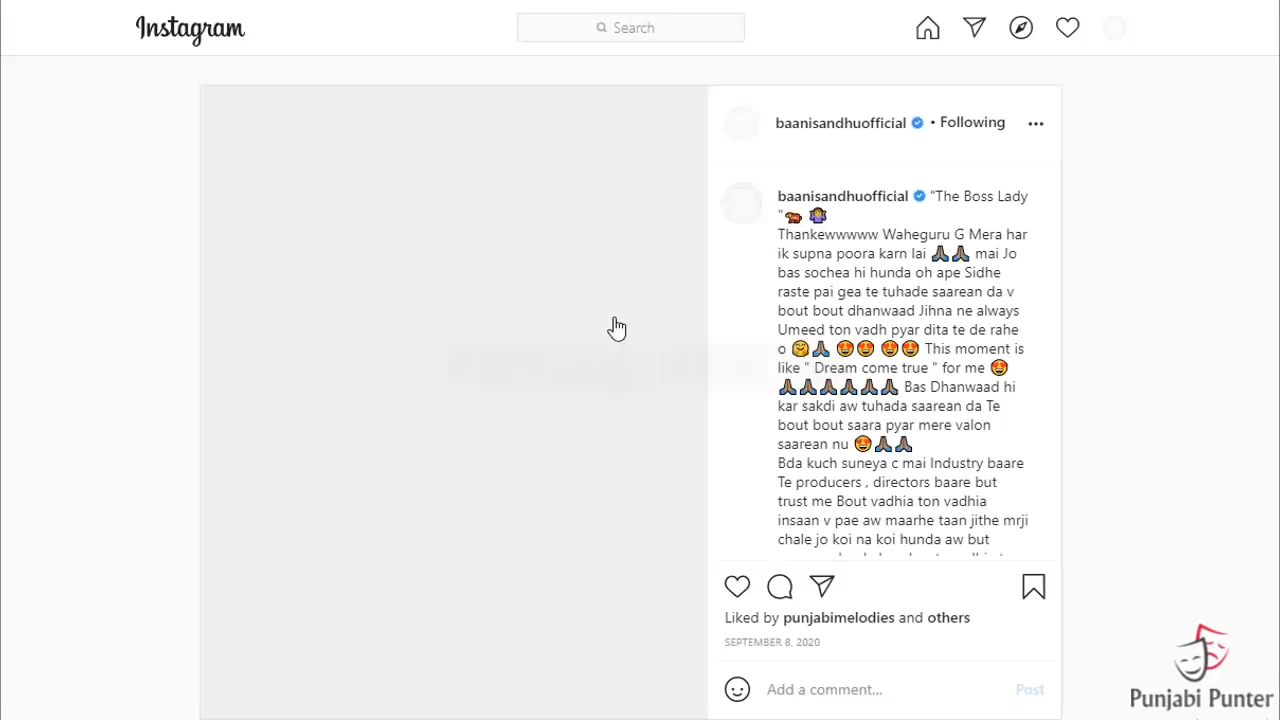 Instagram
Search
baanisandhuofficial • Following
baanisandhuofficial "The Boss Lady
"🐅 🤷‍♀️
Thankewwwww Waheguru G Mera har
ik supna poora karn lai 🙏🏽🙏🏽 mai Jo
bas sochea hi hunda oh ape Sidhe
raste pai gea te tuhade saarean da v
bout bout dhanwaad Jihna ne always
Umeed ton vadh pyar dita te de rahe
o 🤗🙏🏽 😍😍 😍😍 This moment is
like " Dream come true " for me 😍
🙏🏽🙏🏽🙏🏽🙏🏽🙏🏽🙏🏽 Bas Dhanwaad hi
kar sakdi aw tuhada saarean da Te
bout bout saara pyar mere valon
saarean nu 😍🙏🏽🙏🏽
Bda kuch suneya c mai Industry baare
Te producers , directors baare but
trust me Bout vadhia ton vadhia
insaan v pae aw maarhe taan jithe mrji
chale jo koi na koi hunda aw but
Liked by punjabimelodies and others
SEPTEMBER 8, 2020
Add a comment... Post
Punjabi Punter